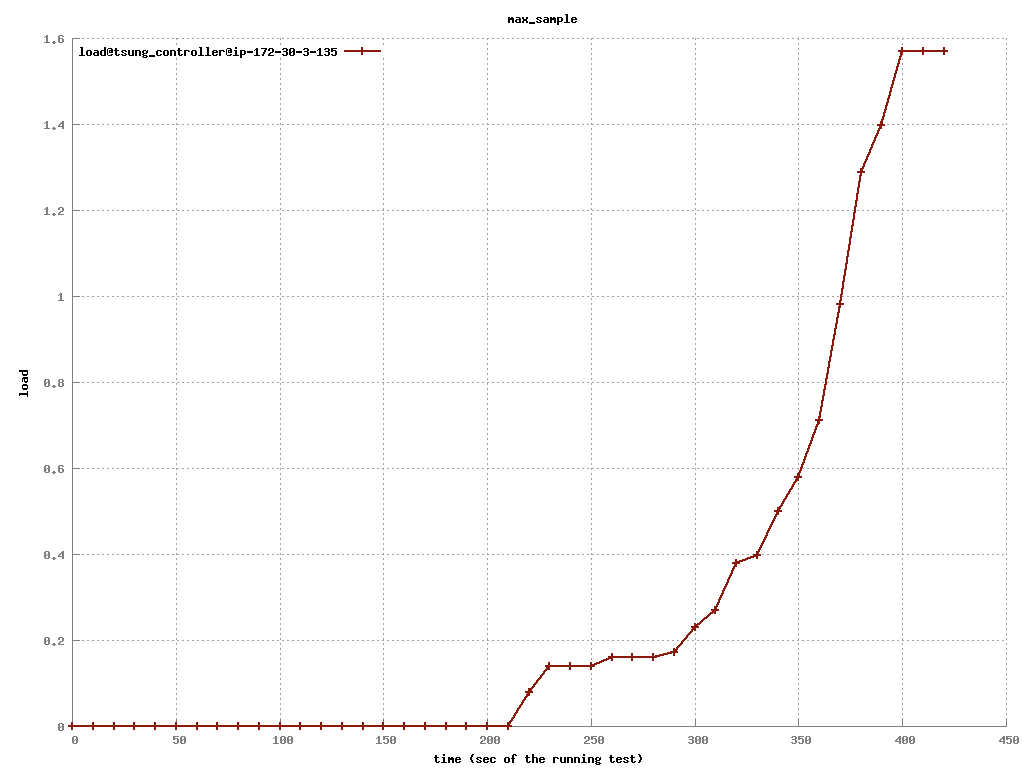 max_sample
load@tsung_controller@ip-172-30-3-135
1.6
1.4
1.2
1
0.8
0.6
0.4
0.2
0
load
0 50 100 150 200 250 300 350 400 450
time (sec of the running test)